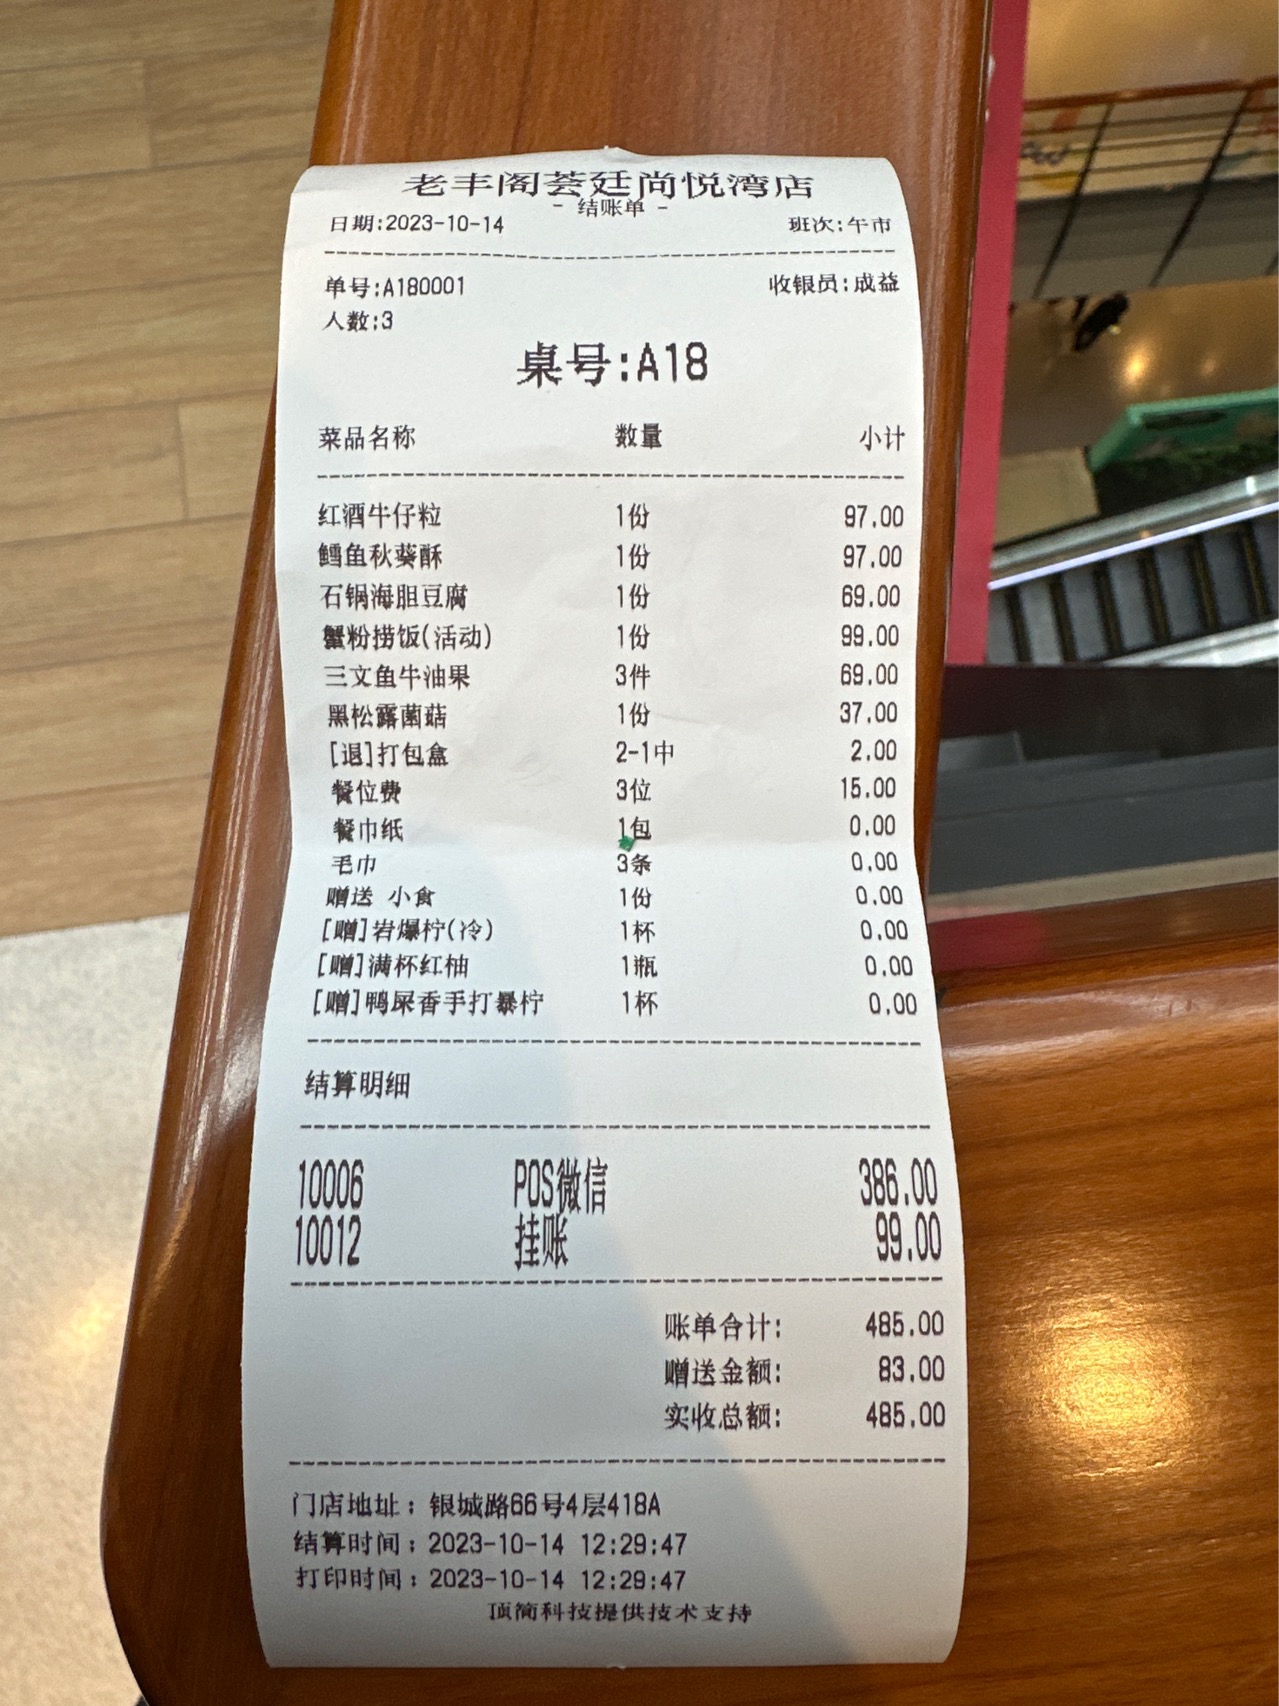 老丰阁荟廷尚悦湾店
- 结账单 -
日期:2023-10-14 班次:午市
单号:A180001 收银员:成益
人数:3
桌号:A18
菜品名称 数量 小计
红酒牛仔粒 1份 97.00
鳕鱼秋葵酥 1份 97.00
石锅海胆豆腐 1份 69.00
蟹粉捞饭(活动) 1份 99.00
三文鱼牛油果 3件 69.00
黑松露菌菇 1份 37.00
[退]打包盒 2-1中 2.00
餐位费 3位 15.00
餐巾纸 1包 0.00
毛巾 3条 0.00
赠送 小食 1份 0.00
[赠]岩爆柠(冷) 1杯 0.00
[赠]满杯红柚 1瓶 0.00
[赠]鸭屎香手打暴柠 1杯 0.00
结算明细
10006 POS微信 386.00
10012 挂账 99.00
账单合计: 485.00
赠送金额: 83.00
实收总额: 485.00
门店地址：银城路66号4层418A
结算时间：2023-10-14 12:29:47
打印时间：2023-10-14 12:29:47
顶简科技提供技术支持